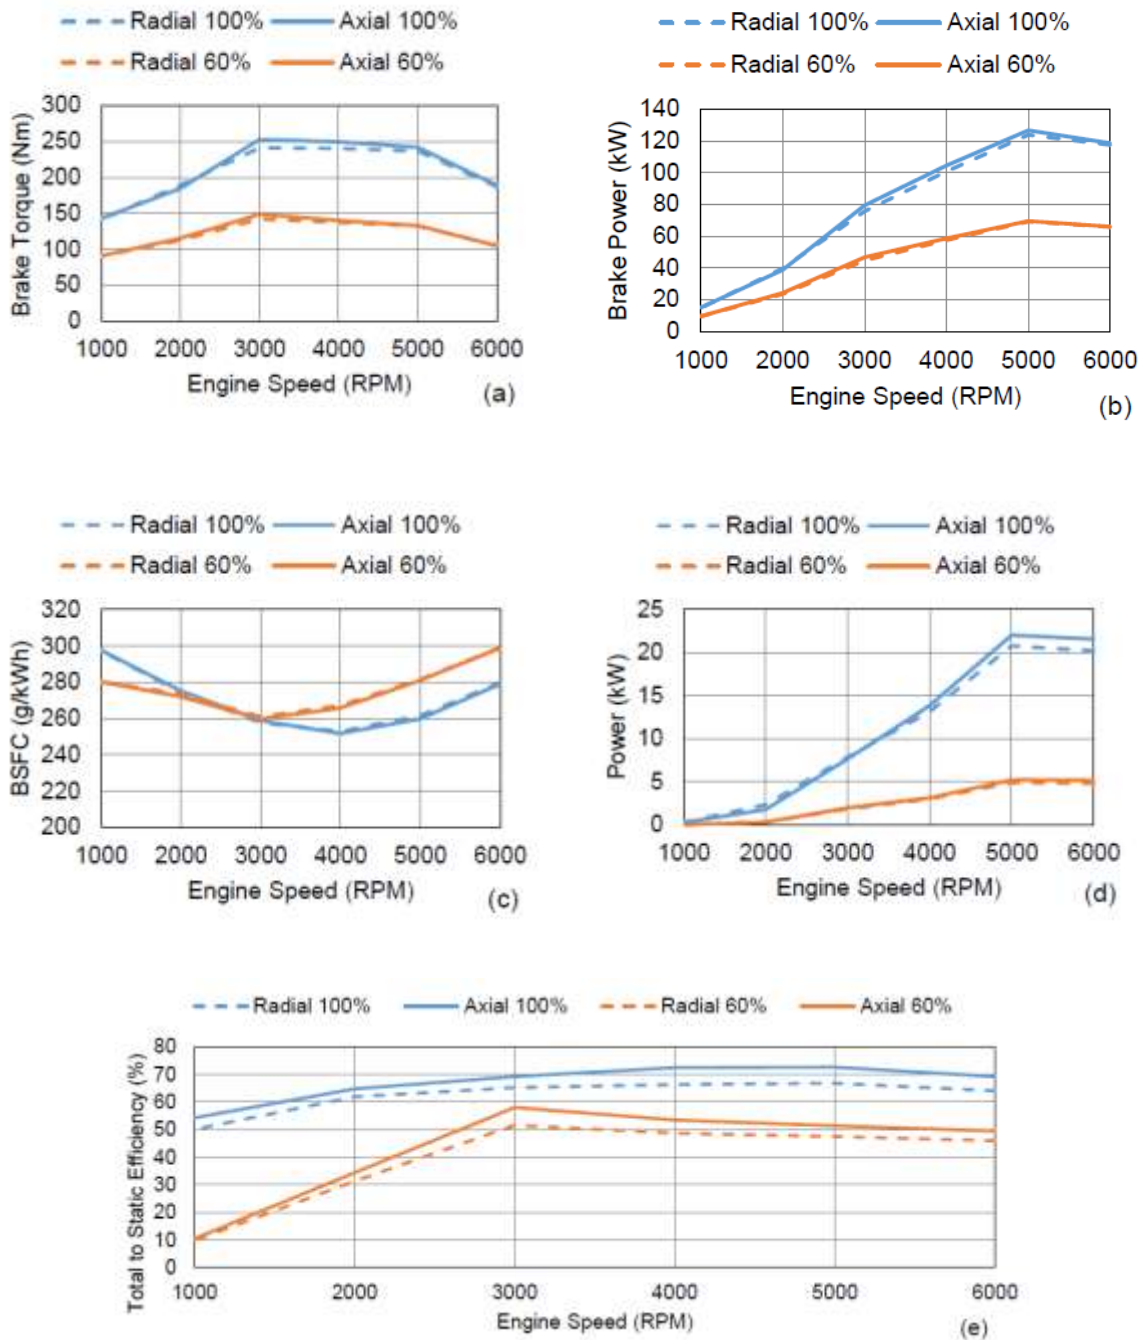 Radial 100% Axial 100%
Radial 60% Axial 60%
300
250
200
150
100
50
0
Brake Torque (Nm)
1000 2000 3000 4000 5000 6000
Engine Speed (RPM)
(a)
Radial 100% Axial 100%
Radial 60% Axial 60%
140
120
100
80
60
40
20
0
Brake Power (kW)
1000 2000 3000 4000 5000 6000
Engine Speed (RPM)
(b)
Radial 100% Axial 100%
Radial 60% Axial 60%
320
300
280
260
240
220
200
BSFC (g/kWh)
1000 2000 3000 4000 5000 6000
Engine Speed (RPM)
(c)
Radial 100% Axial 100%
Radial 60% Axial 60%
25
20
15
10
5
0
Power (kW)
1000 2000 3000 4000 5000 6000
Engine Speed (RPM)
(d)
Radial 100% Axial 100% Radial 60% Axial 60%
80
70
60
50
40
30
20
10
0
Total to Static Efficiency (%)
1000 2000 3000 4000 5000 6000
Engine Speed (RPM)
(e)